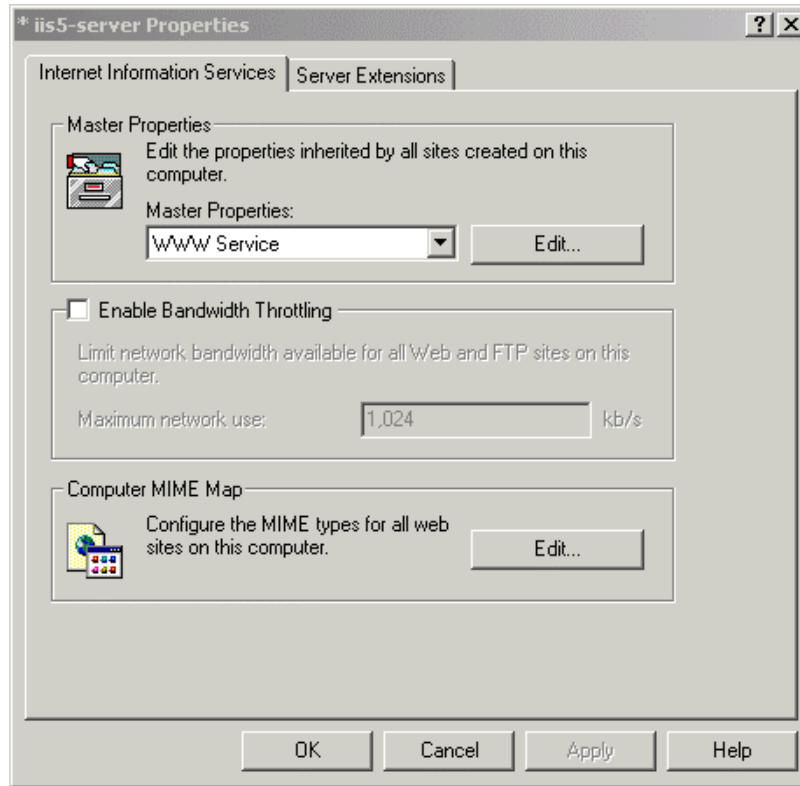 * iis5-server Properties
Internet Information Services
Server Extensions
Master Properties
Edit the properties inherited by all sites created on this
computer.
Master Properties:
WWW Service
Edit...
Enable Bandwidth Throttling
Limit network bandwidth available for all Web and FTP sites on this
computer.
Maximum network use:
1,024
kb/s
Computer MIME Map
Configure the MIME types for all web
sites on this computer.
Edit...
OK
Cancel
Apply
Help